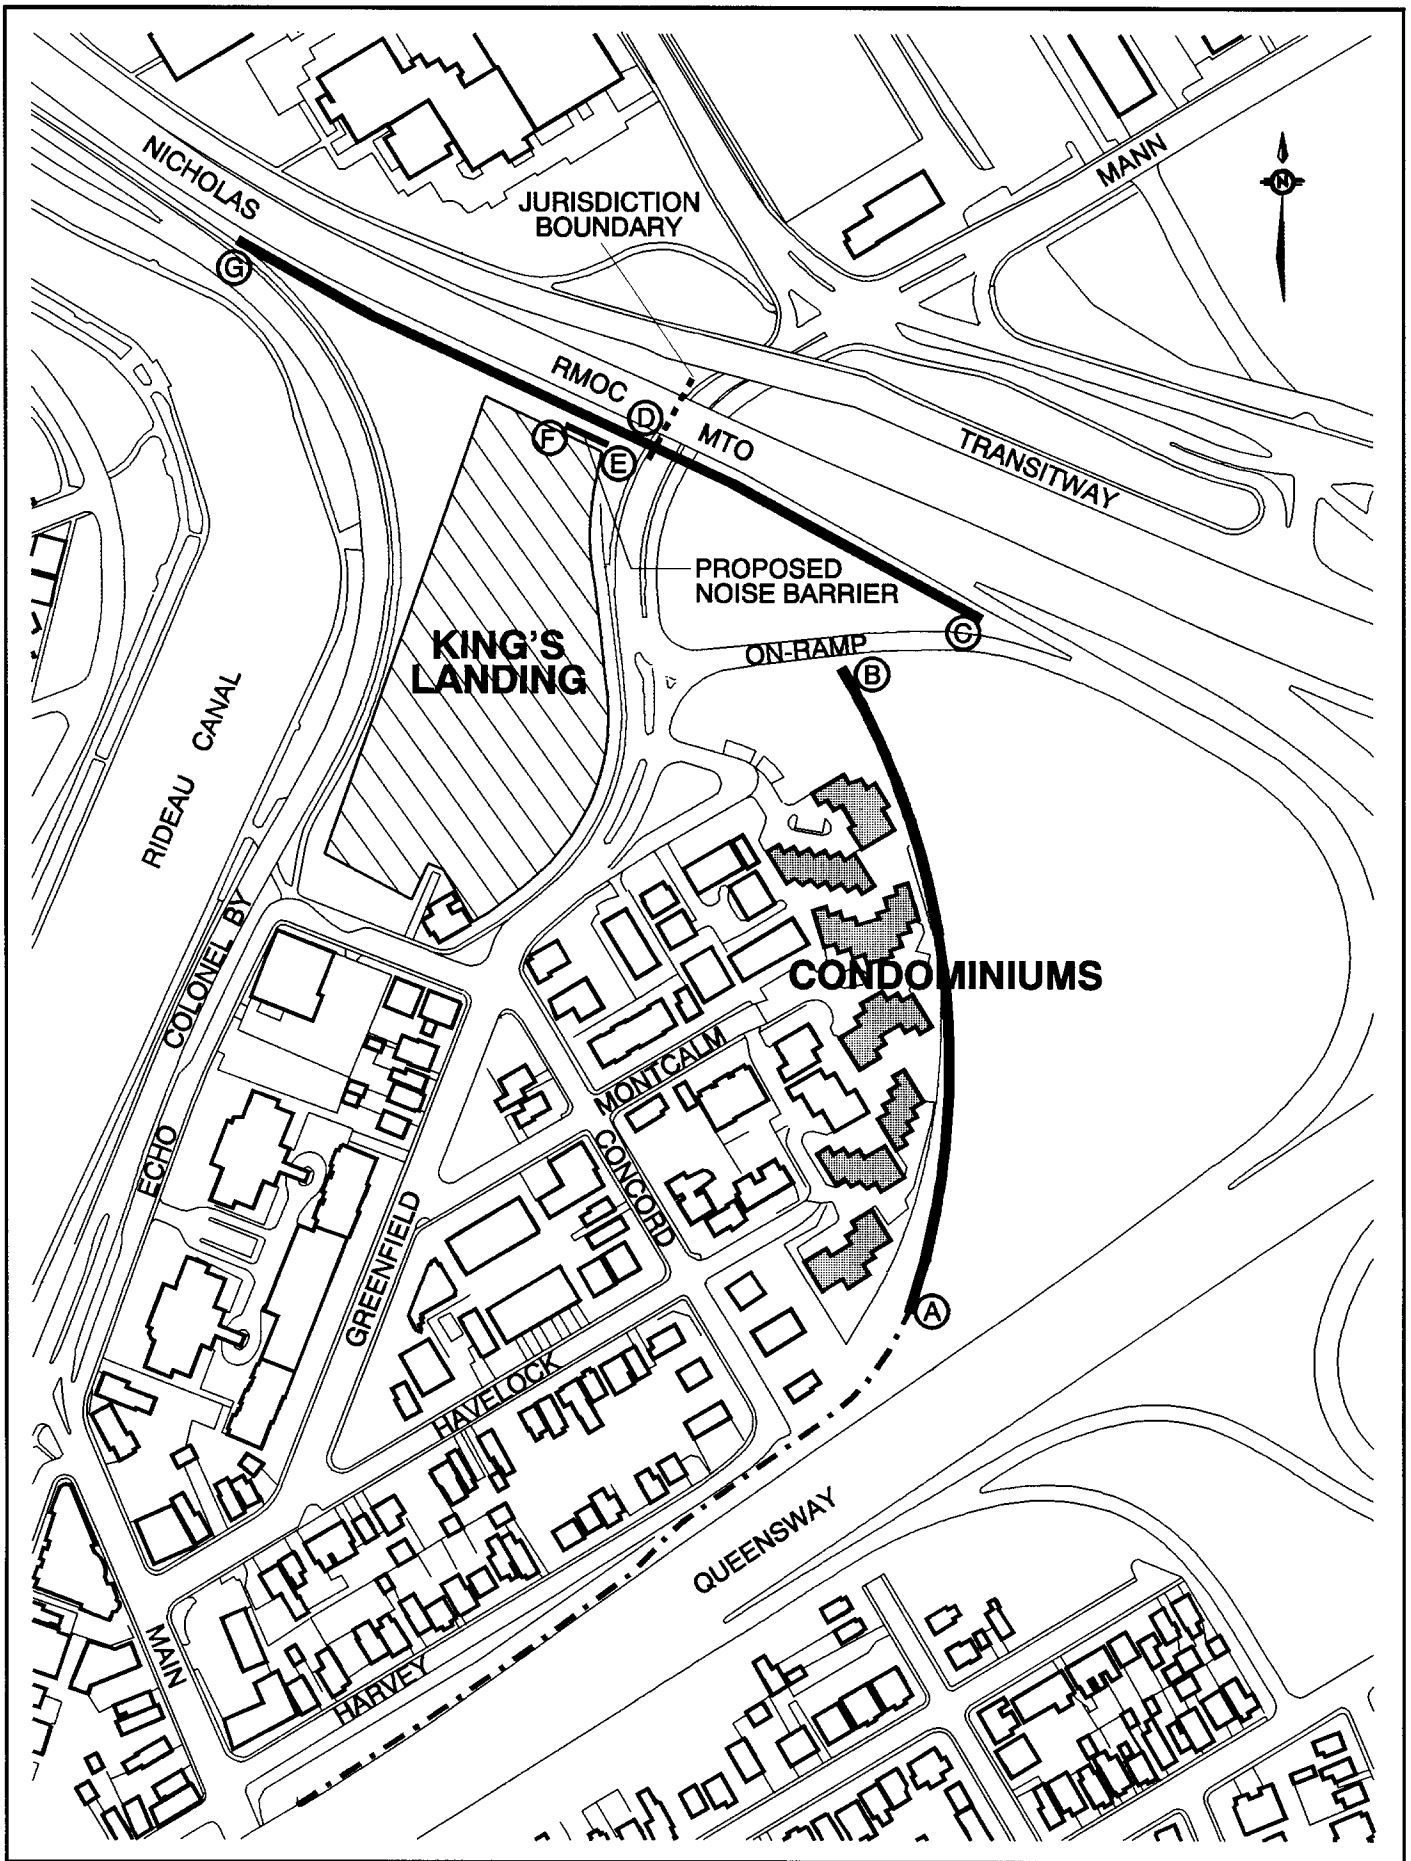 NICHOLAS
MANN
N
JURISDICTION
BOUNDARY
G
RMOC
D
MTO
TRANSITWAY
F
E
PROPOSED
NOISE BARRIER
KING'S
LANDING
ON-RAMP
C
B
RIDEAU CANAL
COLONEL BY
CONDOMINIUMS
MONTCALM
ECHO
CONCORD
GREENFIELD
A
HAVELOCK
QUEENSWAY
MAIN
HARVEY